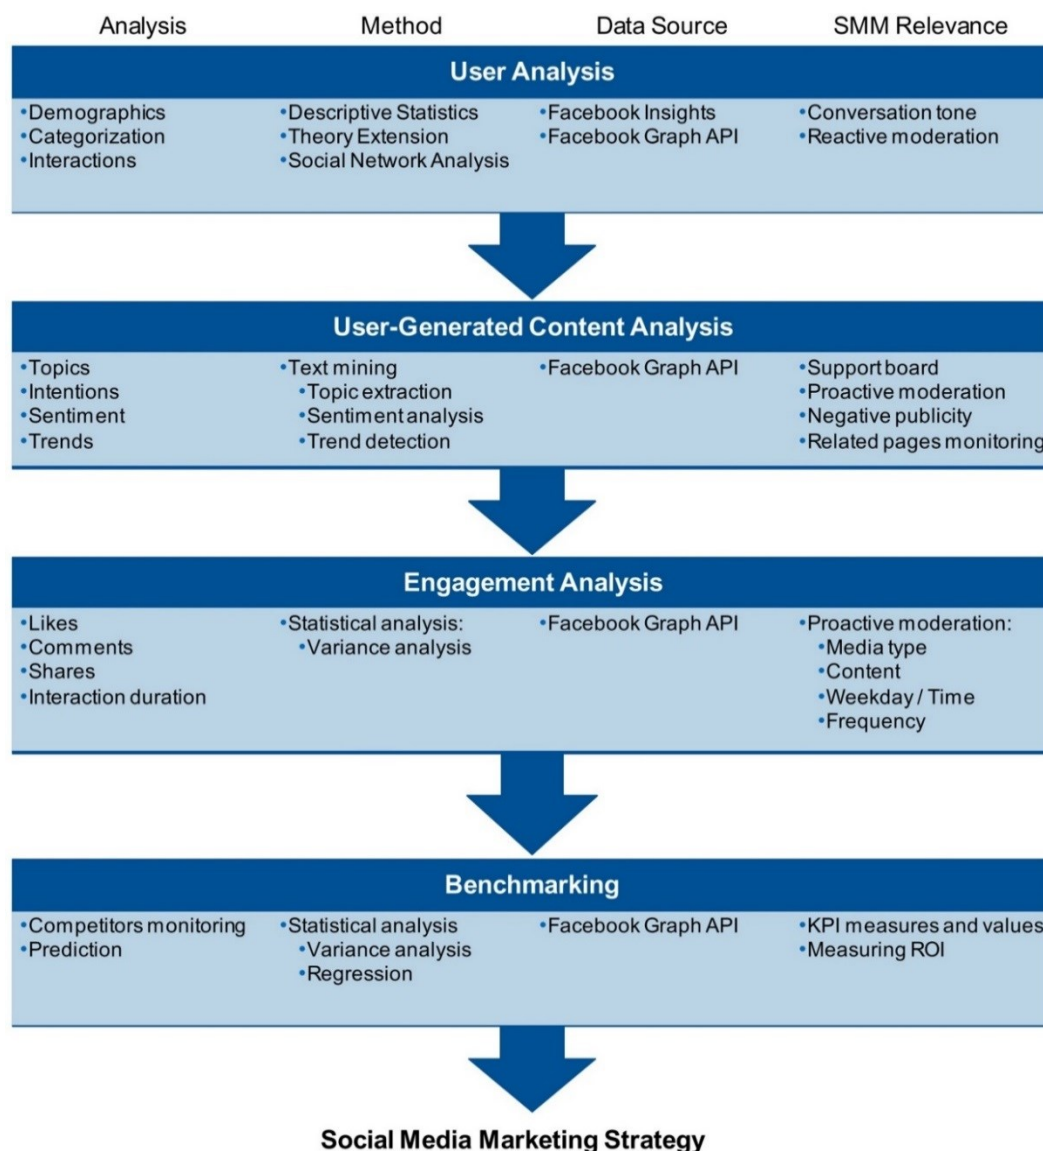 Analysis Method Data Source SMM Relevance
User Analysis
•Demographics •Descriptive Statistics •Facebook Insights •Conversation tone
•Categorization •Theory Extension •Facebook Graph API •Reactive moderation
•Interactions •Social Network Analysis
User-Generated Content Analysis
•Topics •Text mining •Facebook Graph API •Support board
•Intentions •Topic extraction •Proactive moderation
•Sentiment •Sentiment analysis •Negative publicity
•Trends •Trend detection •Related pages monitoring
Engagement Analysis
•Likes •Statistical analysis: •Facebook Graph API •Proactive moderation:
•Comments •Variance analysis •Media type
•Shares •Content
•Interaction duration •Weekday / Time
•Frequency
Benchmarking
•Competitors monitoring •Statistical analysis •Facebook Graph API •KPI measures and values
•Prediction •Variance analysis •Measuring ROI
•Regression
Social Media Marketing Strategy